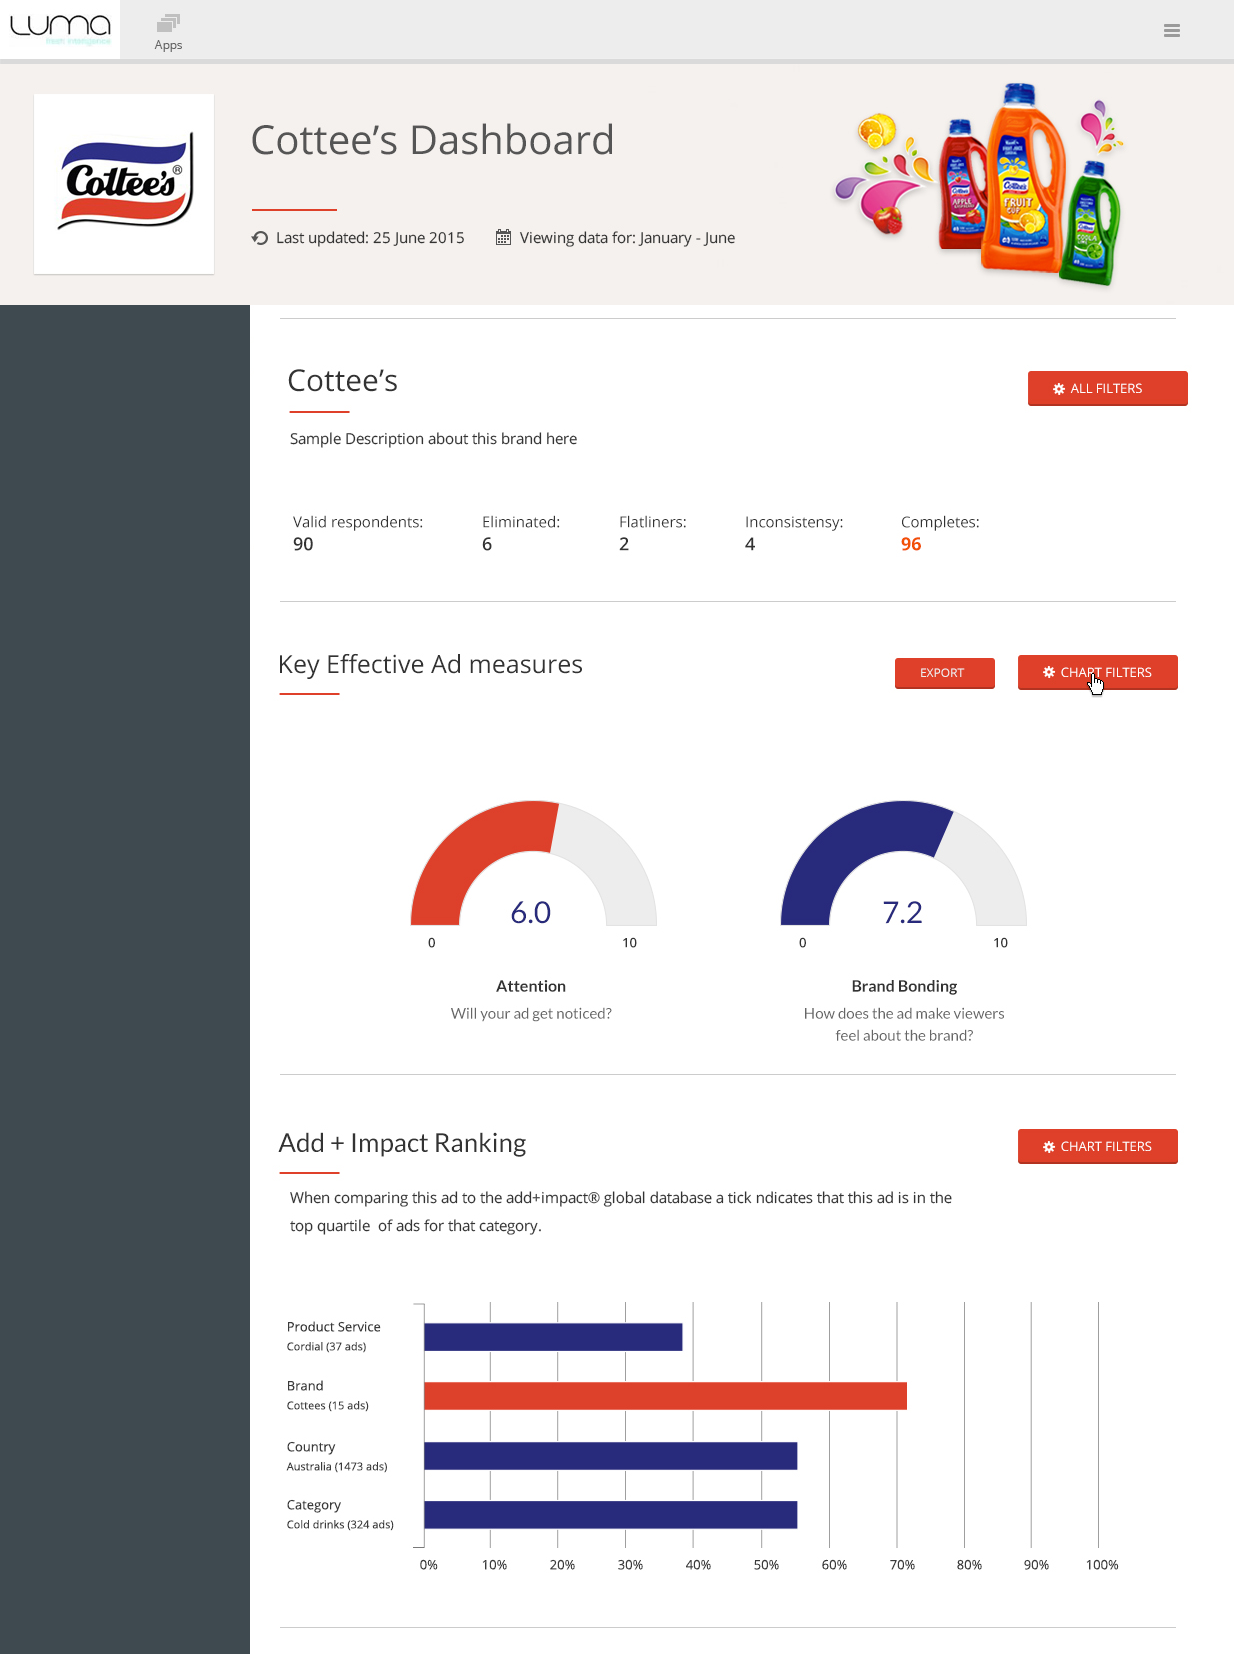 Luma
fresh intelligence
Apps
Cottee's®
Cottee's Dashboard
Last updated: 25 June 2015
Viewing data for: January - June
Cottee's
APPLE
Cottee's
FRUIT
CUP
Cottee's
ALL FILTERS
Sample Description about this brand here
Valid respondents:
Eliminated:
Flatliners:
Inconsistensy:
Completes:
90
6
2
4
96
Key Effective Ad measures
EXPORT
CHART FILTERS
6.0
7.2
0
10
0
10
Attention
Brand Bonding
Will your ad get noticed?
How does the ad make viewers
feel about the brand?
Add + Impact Ranking
CHART FILTERS
When comparing this ad to the add+impact® global database a tick ndicates that this ad is in the
top quartile  of ads for that category.
Product Service
Cordial (37 ads)
Brand
Cottees (15 ads)
Country
Australia (1473 ads)
Category
Cold drinks (324 ads)
0%
10%
20%
30%
40%
50%
60%
70%
80%
90%
100%